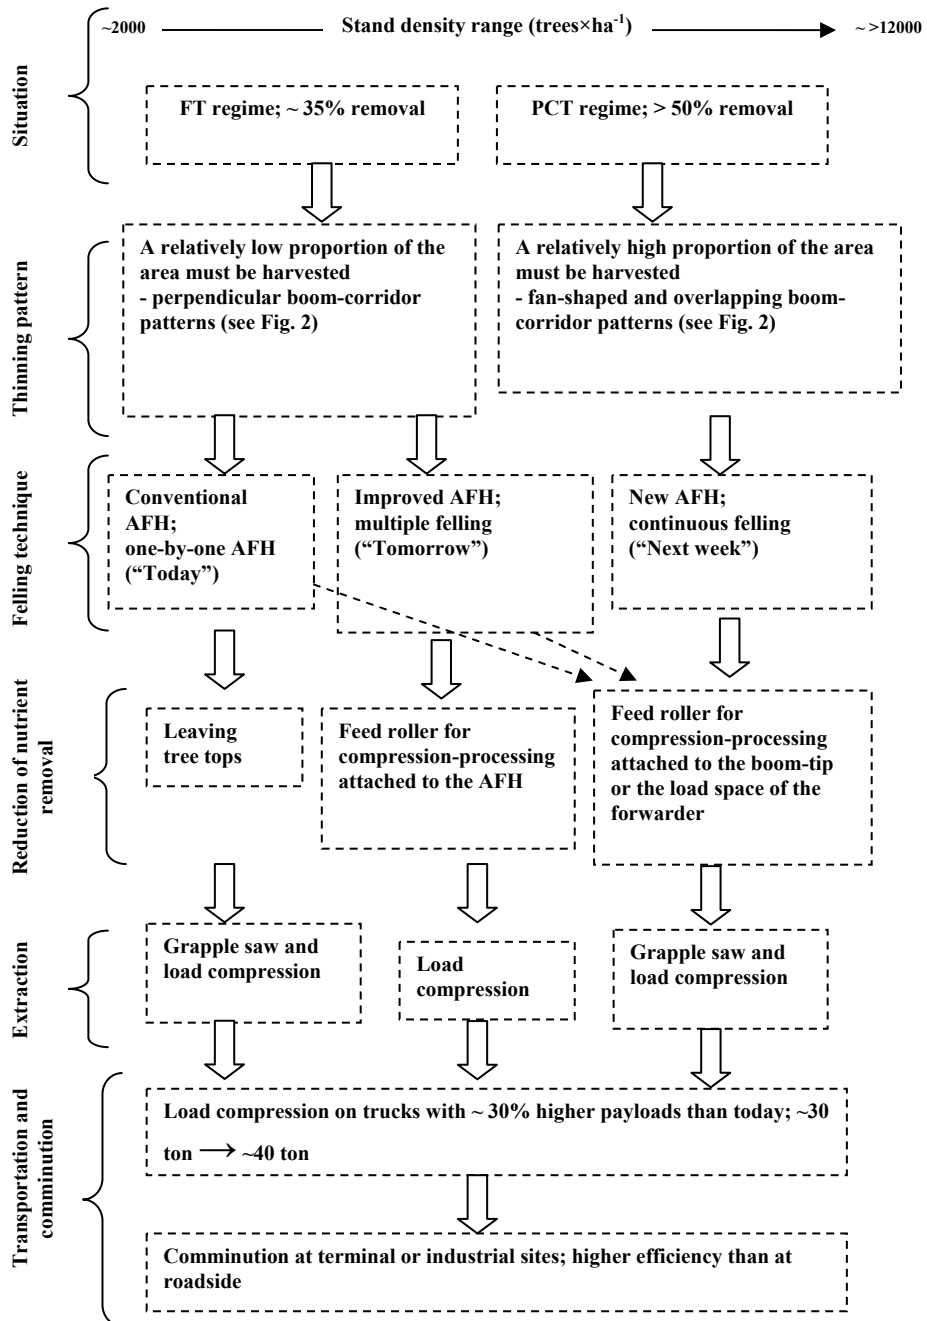 ~2000
Stand density range (trees×ha⁻¹)
~ >12000
Situation
FT regime; ~ 35% removal
PCT regime; > 50% removal
Thinning pattern
A relatively low proportion of the
area must be harvested
- perpendicular boom-corridor
patterns (see Fig. 2)
A relatively high proportion of the area
must be harvested
- fan-shaped and overlapping boom-
corridor patterns (see Fig. 2)
Felling technique
Conventional
AFH;
one-by-one AFH
(“Today”)
Improved AFH;
multiple felling
(“Tomorrow”)
New AFH;
continuous felling
(“Next week”)
Reduction of nutrient
removal
Leaving
tree tops
Feed roller for
compression-processing
attached to the AFH
Feed roller for
compression-processing
attached to the boom-tip
or the load space of the
forwarder
Extraction
Grapple saw and
load compression
Load
compression
Grapple saw and
load compression
Transportation and
comminution
Load compression on trucks with ~ 30% higher payloads than today; ~30
ton → ~40 ton
Comminution at terminal or industrial sites; higher efficiency than at
roadside